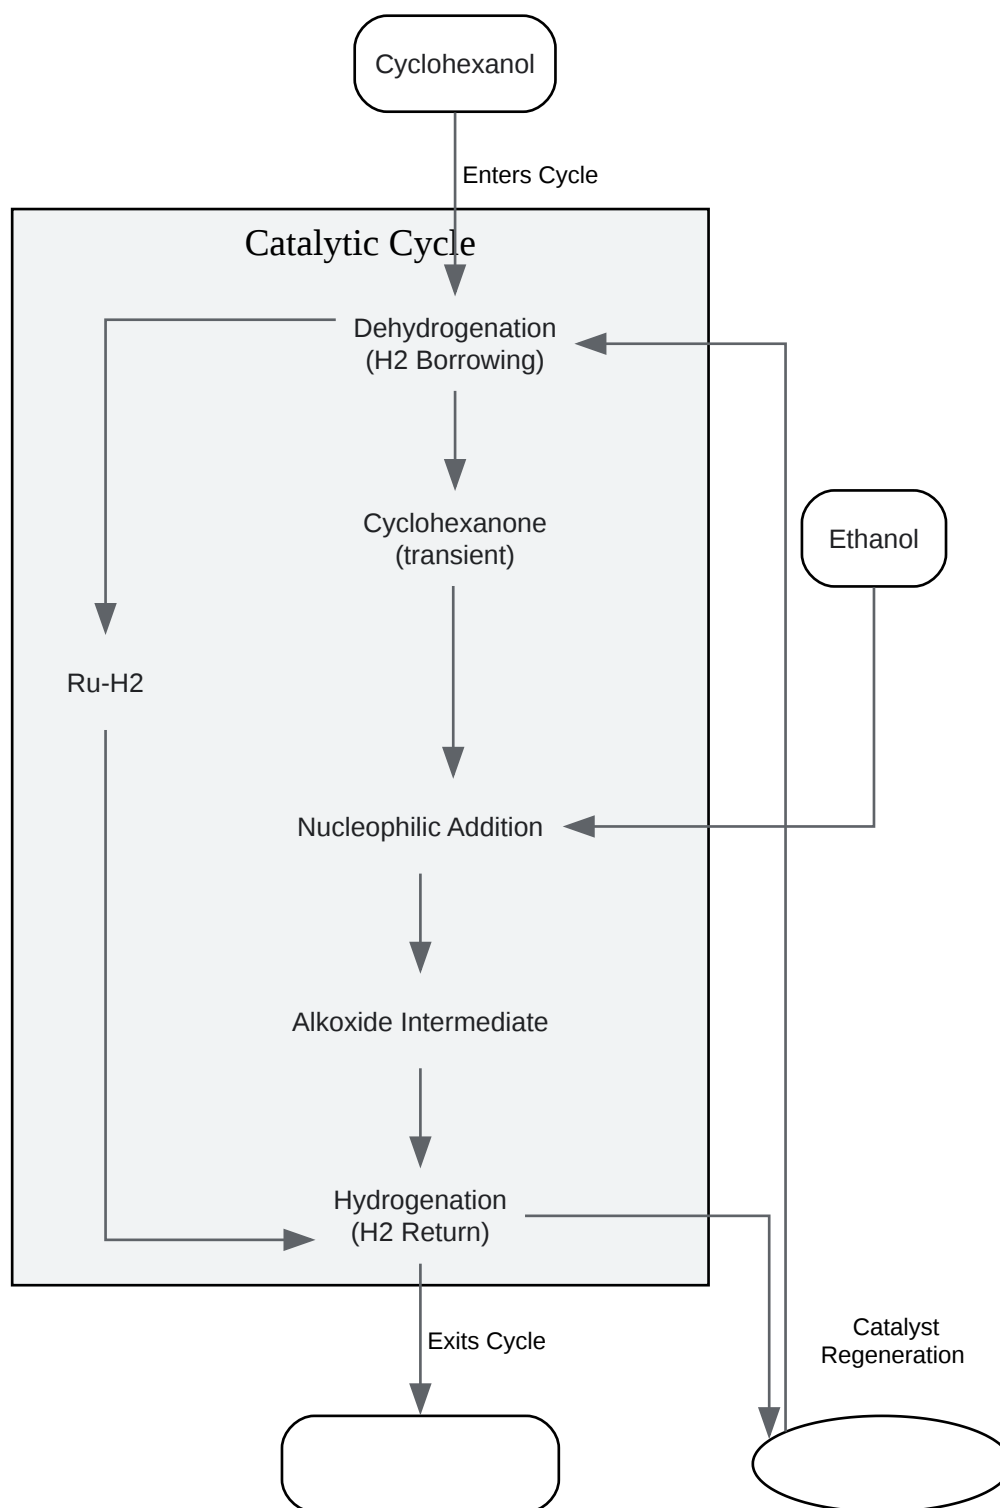 Cyclohexanol
Enters Cycle
Catalytic Cycle
Dehydrogenation
(H2 Borrowing)
Cyclohexanone
(transient)
Ethanol
Ru-H2
Nucleophilic Addition
Alkoxide Intermediate
Hydrogenation
(H2 Return)
Exits Cycle
Catalyst
Regeneration